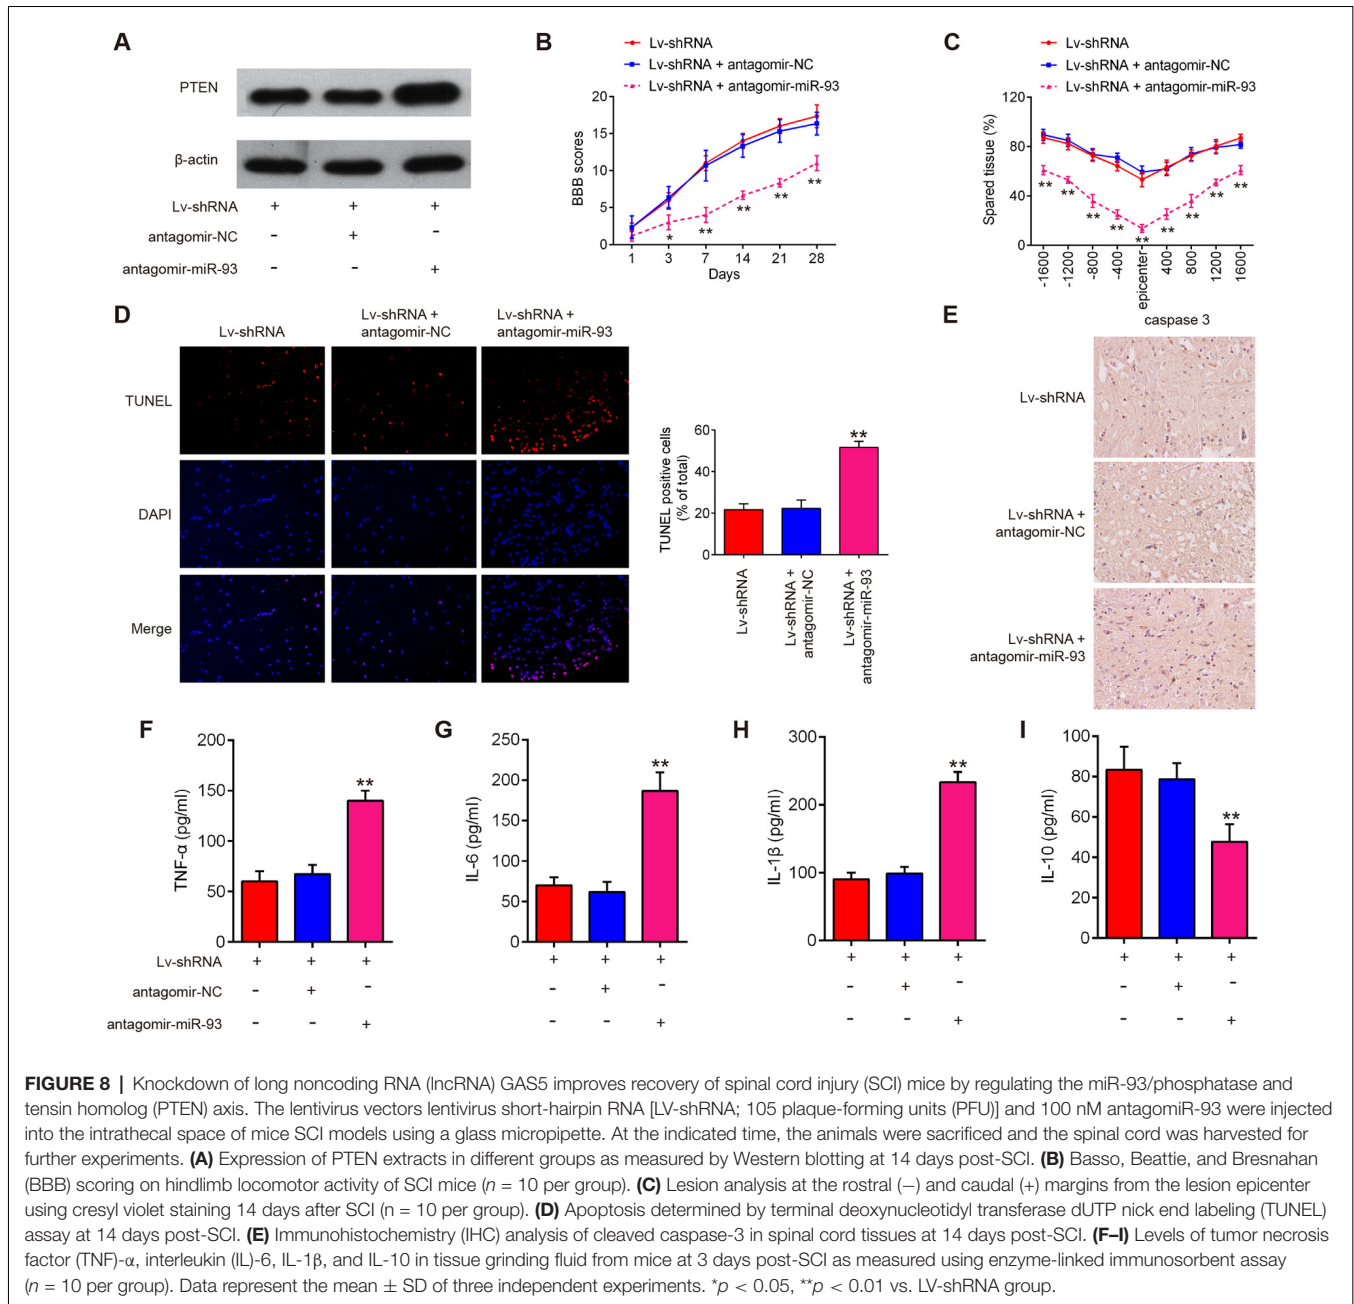 A
PTEN
β-actin
Lv-shRNA + + +
antagomir-NC - + -
antagomir-miR-93 - - +
B
Lv-shRNA
Lv-shRNA + antagomir-NC
Lv-shRNA + antagomir-miR-93
BBB scores
20
15
10
5
0
* ** ** ** **
1 3 7 14 21 28
Days
C
Lv-shRNA
Lv-shRNA + antagomir-NC
Lv-shRNA + antagomir-miR-93
Spared tissue (%)
120
80
40
0
** ** ** ** ** ** ** ** **
-1600 -1200 -800 -400 epicenter 400 800 1200 1600
D
Lv-shRNA
Lv-shRNA +
antagomir-NC
Lv-shRNA +
antagomir-miR-93
TUNEL
DAPI
Merge
TUNEL positive cells
(% of total)
60
40
20
0
**
Lv-shRNA
Lv-shRNA +
antagomir-NC
Lv-shRNA +
antagomir-miR-93
E
caspase 3
Lv-shRNA
Lv-shRNA +
antagomir-NC
Lv-shRNA +
antagomir-miR-93
F
TNF-α (pg/ml)
200
150
100
50
0
**
Lv-shRNA + + +
antagomir-NC - + -
antagomir-miR-93 - - +
G
IL-6 (pg/ml)
250
200
150
100
50
0
**
+ + +
- + -
- - +
H
IL-1β (pg/ml)
300
200
100
0
**
+ + +
- + -
- - +
I
IL-10 (pg/ml)
100
80
60
40
20
0
**
+ + +
- + -
- - +
FIGURE 8 | Knockdown of long noncoding RNA (lncRNA) GAS5 improves recovery of spinal cord injury (SCI) mice by regulating the miR-93/phosphatase and
tensin homolog (PTEN) axis. The lentivirus vectors lentivirus short-hairpin RNA [LV-shRNA; 105 plaque-forming units (PFU)] and 100 nM antagomiR-93 were injected
into the intrathecal space of mice SCI models using a glass micropipette. At the indicated time, the animals were sacrificed and the spinal cord was harvested for
further experiments. (A) Expression of PTEN extracts in different groups as measured by Western blotting at 14 days post-SCI. (B) Basso, Beattie, and Bresnahan
(BBB) scoring on hindlimb locomotor activity of SCI mice (n = 10 per group). (C) Lesion analysis at the rostral (−) and caudal (+) margins from the lesion epicenter
using cresyl violet staining 14 days after SCI (n = 10 per group). (D) Apoptosis determined by terminal deoxynucleotidyl transferase dUTP nick end labeling (TUNEL)
assay at 14 days post-SCI. (E) Immunohistochemistry (IHC) analysis of cleaved caspase-3 in spinal cord tissues at 14 days post-SCI. (F–I) Levels of tumor necrosis
factor (TNF)-α, interleukin (IL)-6, IL-1β, and IL-10 in tissue grinding fluid from mice at 3 days post-SCI as measured using enzyme-linked immunosorbent assay
(n = 10 per group). Data represent the mean ± SD of three independent experiments. *p < 0.05, **p < 0.01 vs. LV-shRNA group.